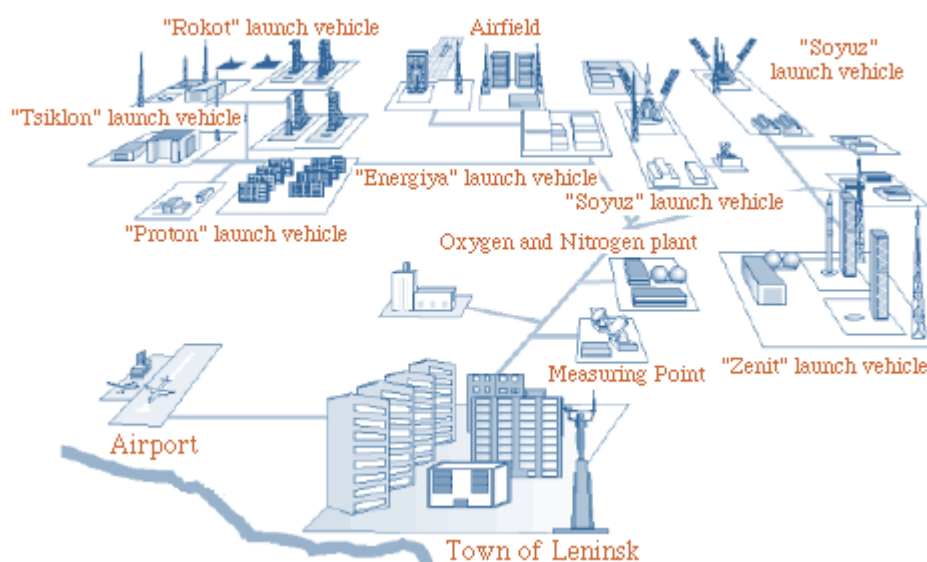 "Rokot" launch vehicle
Airfield
"Soyuz"
launch vehicle
"Tsiklon" launch vehicle
"Energiya" launch vehicle
"Soyuz" launch vehicle
"Proton" launch vehicle
Oxygen and Nitrogen plant
"Zenit" launch vehicle
Measuring Point
Airport
Town of Leninsk